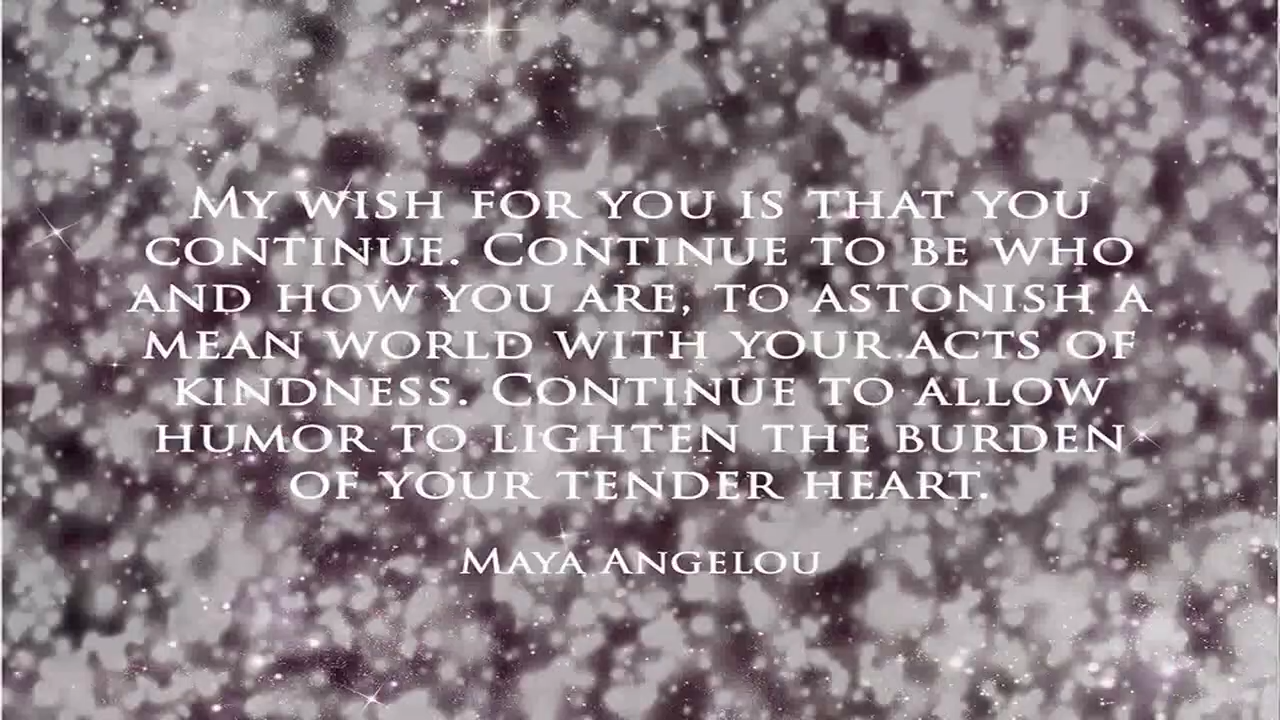 My wish for you is that you
continue. Continue to be who
and how you are, to astonish a
mean world with your acts of
kindness. Continue to allow
humor to lighten the burden
of your tender heart.
Maya Angelou